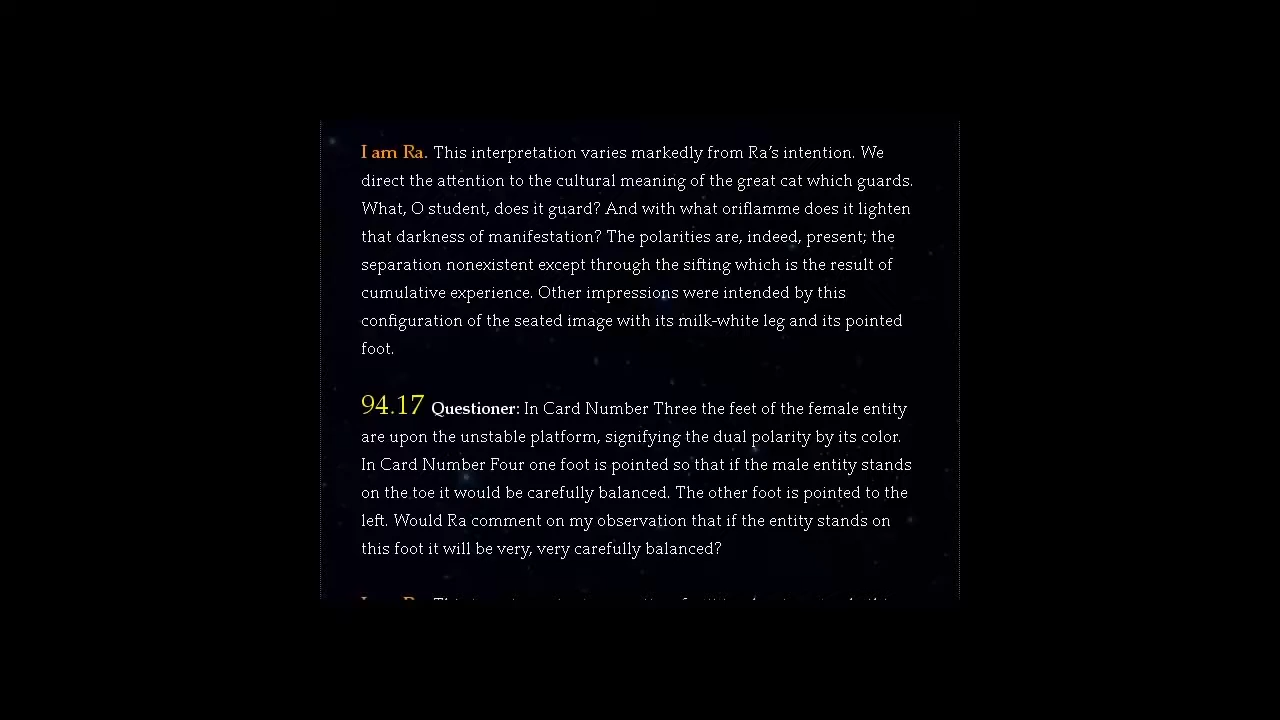 I am Ra. This interpretation varies markedly from Ra's intention. We
direct the attention to the cultural meaning of the great cat which guards.
What, O student, does it guard? And with what oriflamme does it lighten
that darkness of manifestation? The polarities are, indeed, present; the
separation nonexistent except through the sifting which is the result of
cumulative experience. Other impressions were intended by this
configuration of the seated image with its milk-white leg and its pointed
foot.
94.17 Questioner: In Card Number Three the feet of the female entity
are upon the unstable platform, signifying the dual polarity by its color.
In Card Number Four one foot is pointed so that if the male entity stands
on the toe it would be carefully balanced. The other foot is pointed to the
left. Would Ra comment on my observation that if the entity stands on
this foot it will be very, very carefully balanced?